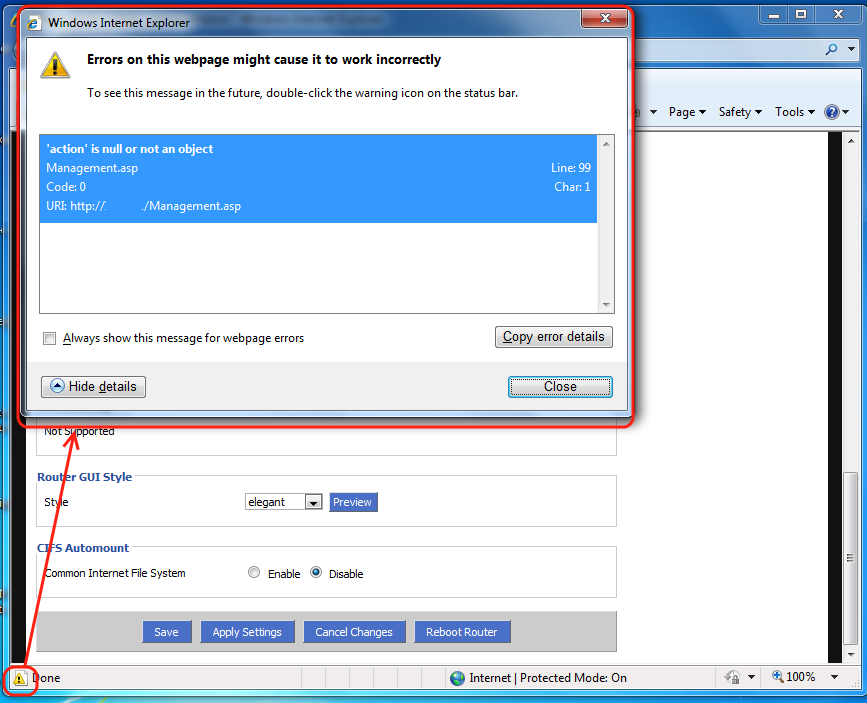 Windows Internet Explorer
Errors on this webpage might cause it to work incorrectly
To see this message in the future, double-click the warning icon on the status bar.
'action' is null or not an object
Management.asp Line: 99
Code: 0 Char: 1
URI: http:// /Management.asp
Always show this message for webpage errors
Copy error details
Hide details Close
Page Safety Tools
Not Supported
Router GUI Style
Style elegant Preview
CIFS Automount
Common Internet File System Enable Disable
Save Apply Settings Cancel Changes Reboot Router
Done Internet | Protected Mode: On 100%